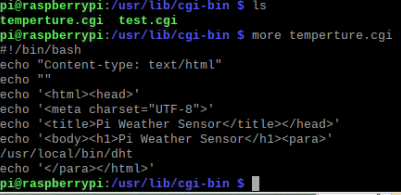 pi@raspberrypi:/usr/lib/cgi-bin $ ls
temperture.cgi  test.cgi
pi@raspberrypi:/usr/lib/cgi-bin $ more temperture.cgi
#!/bin/bash
echo "Content-type: text/html"
echo ""
echo '<html><head>'
echo '<meta charset="UTF-8">'
echo '<title>Pi Weather Sensor</title></head>'
echo '<body><h1>Pi Weather Sensor</h1><para>'
/usr/local/bin/dht
echo '</para></html>'
pi@raspberrypi:/usr/lib/cgi-bin $